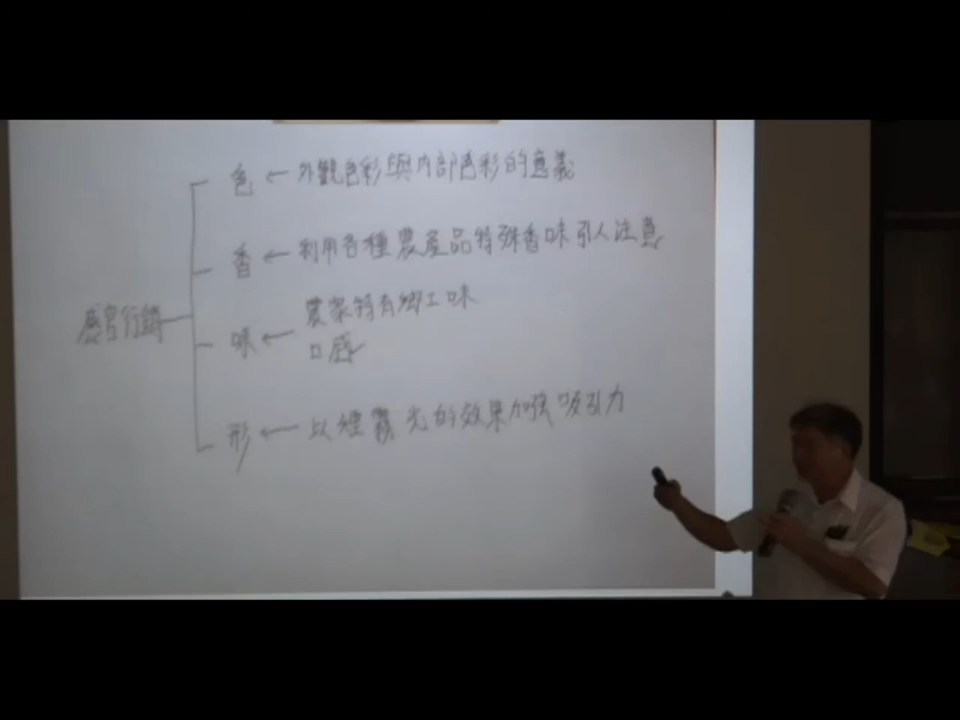 感官行銷
色 ← 外觀色彩與內部色彩的意義
香 ← 利用各種農產品特殊香味引人注意
味 ← 農家特有鄉土味
口感
形 ← 以煙霧光的效果加強吸引力